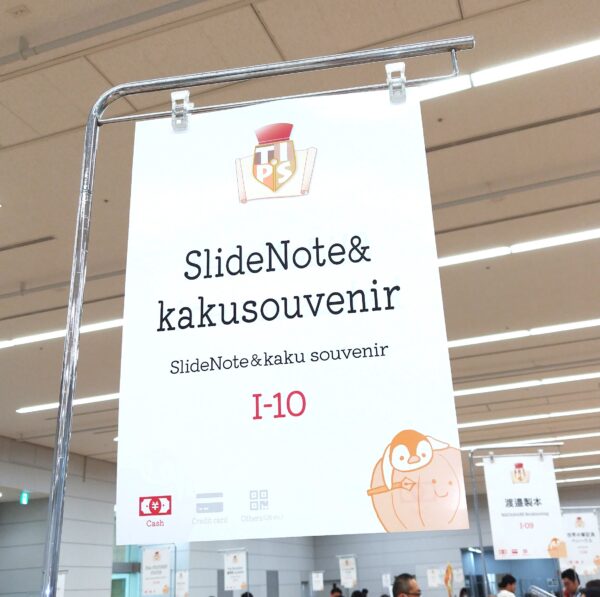 TIPS
SlideNote&
kakusouvenir
SlideNote&kaku souvenir
I-10
Cash
Credit card
渡邉製本
I-09